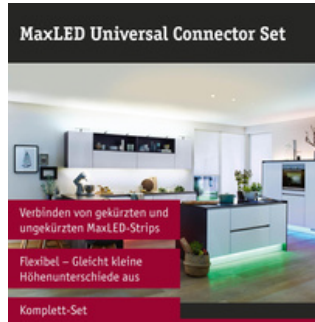 MaxLED Universal Connector Set
Verbinden von gekürzten und
ungekürzten MaxLED-Strips
Flexibel – Gleicht kleine
Höhenunterschiede aus
Komplett-Set